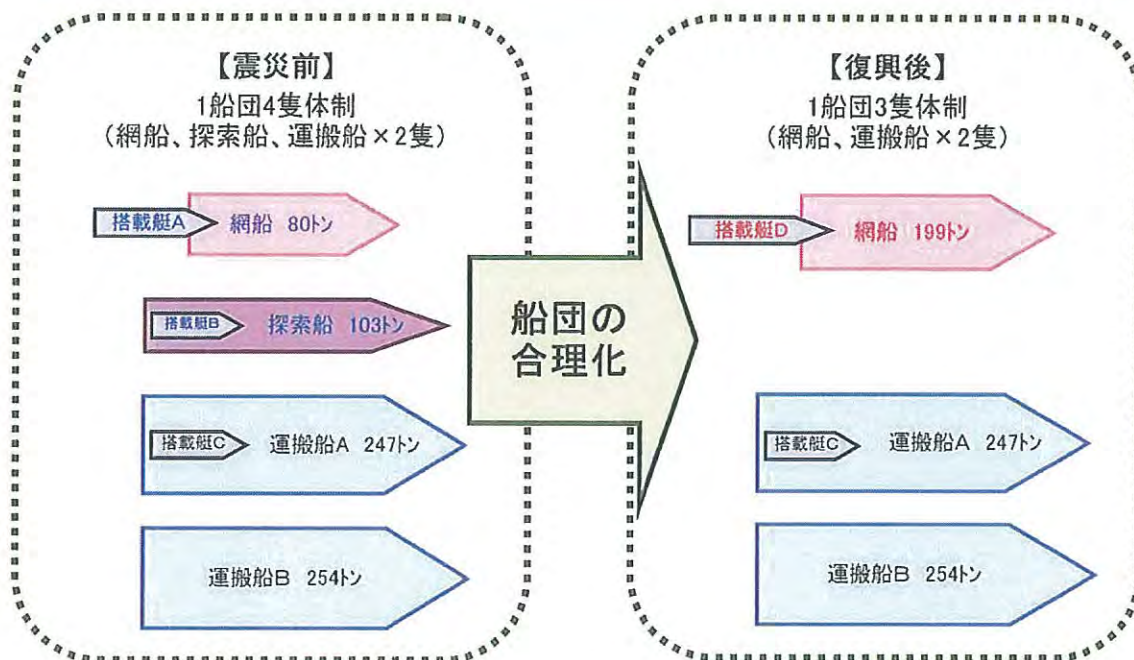 【震災前】
1船団4隻体制
（網船、探索船、運搬船×2隻）
搭載艇A
網船 80トン
搭載艇B
探索船 103トン
搭載艇C
運搬船A 247トン
運搬船B 254トン
船団の
合理化
【復興後】
1船団3隻体制
（網船、運搬船×2隻）
搭載艇D
網船 199トン
搭載艇C
運搬船A 247トン
運搬船B 254トン